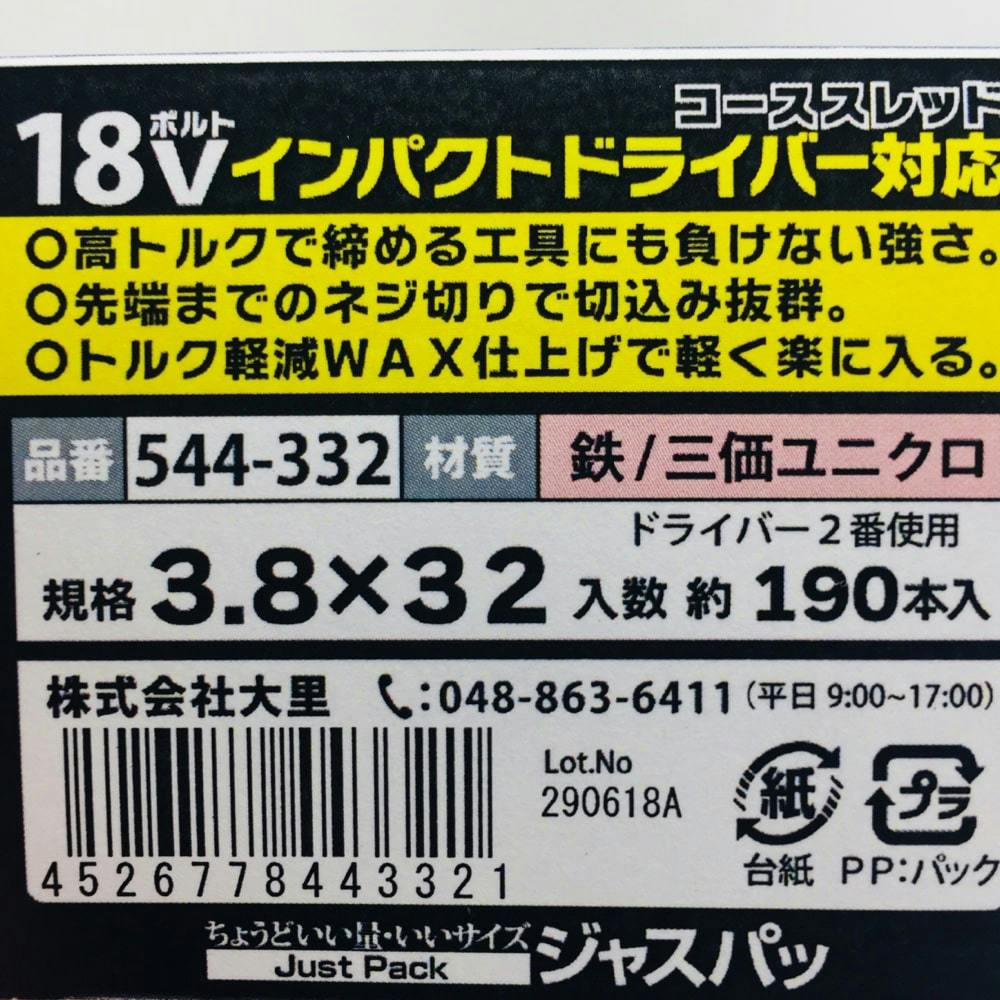 コーススレッド
18Vボルト インパクトドライバー対応
○高トルクで締める工具にも負けない強さ。
○先端までのネジ切りで切込み抜群。
○トルク軽減WAX仕上げで軽く楽に入る。
品番 544-332 材質 鉄/三価ユニクロ
ドライバー2番使用
規格 3.8×32 入数 約 190本入
株式会社大里 :048-863-6411(平日9:00~17:00)
Lot.No
290618A
紙 プラ
台紙 PP:パック
4526778443321
ちょうどいい量・いいサイズ
Just Pack
ジャスパッ